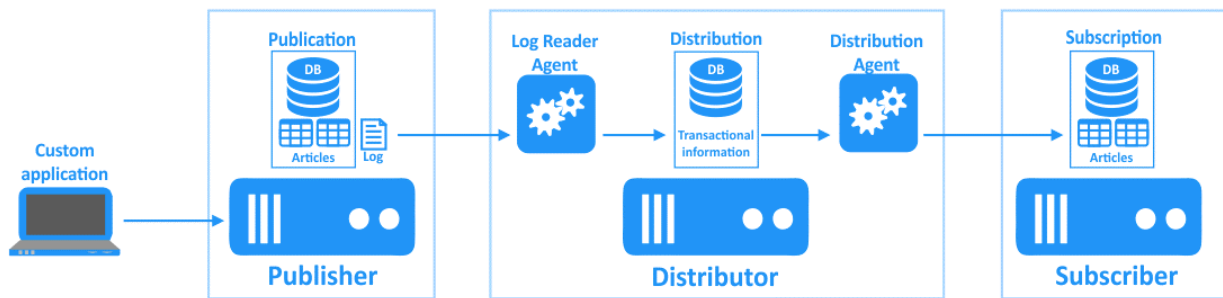 Custom
application
Publication
DB
Articles
Log
Publisher
Log Reader
Agent
Distribution
DB
Transactional
information
Distribution
Agent
Distributor
Subscription
DB
Articles
Subscriber